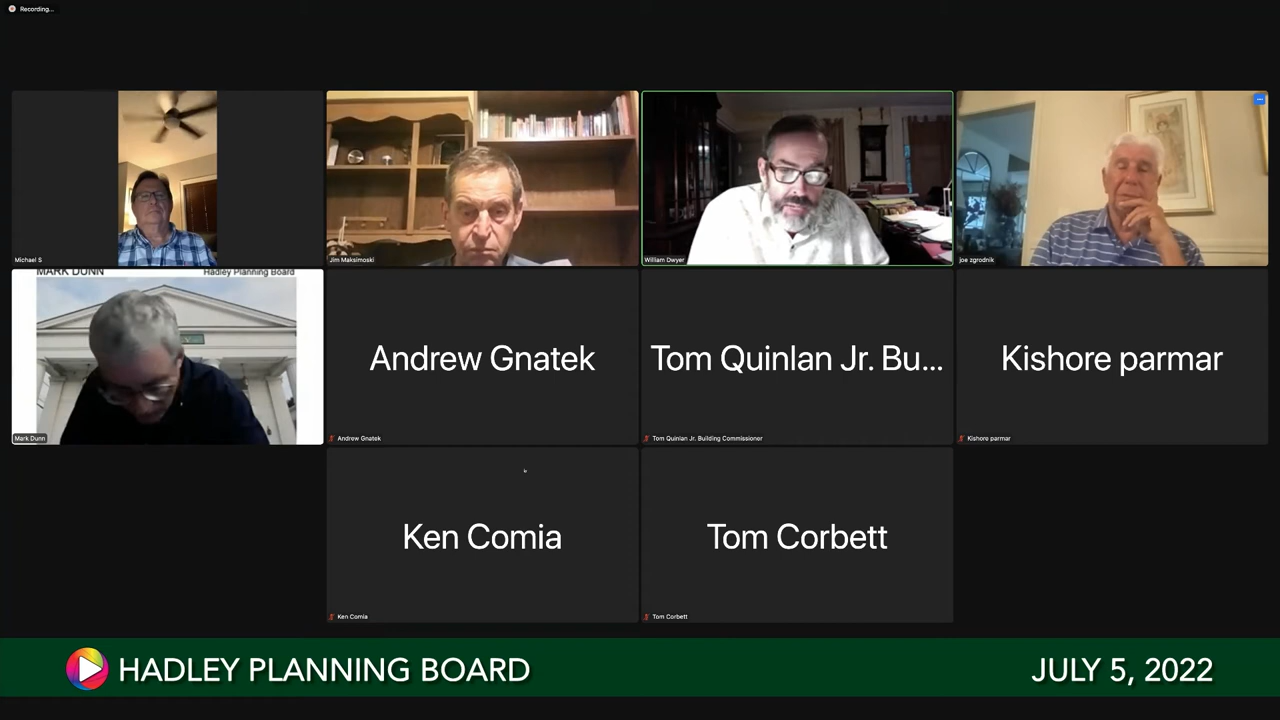 Recording...
Michael S
Jim Maksimoski
William Dwyer
joe zgrodnik
MARK DUNN
Hadley Planning Board
Mark Dunn
Andrew Gnatek
Andrew Gnatek
Tom Quinlan Jr. Bu...
Tom Quinlan Jr. Building Commissioner
Kishore parmar
Kishore parmar
Ken Comia
Ken Comia
Tom Corbett
Tom Corbett
HADLEY PLANNING BOARD
JULY 5, 2022